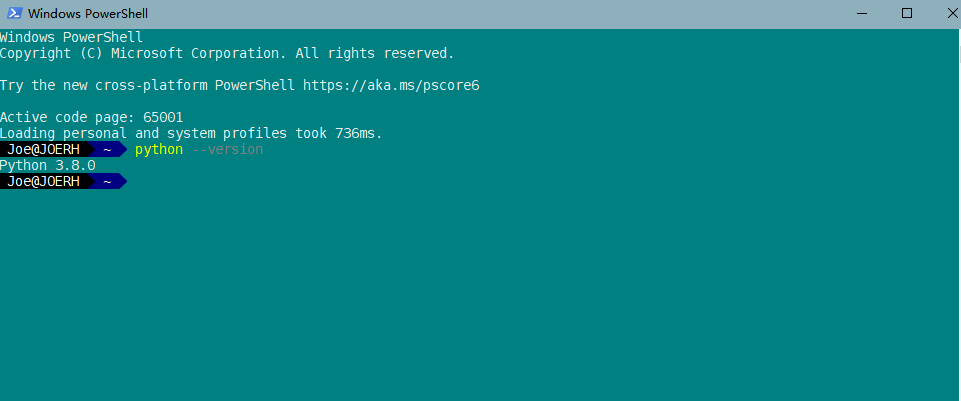 Windows PowerShell
Windows PowerShell
Copyright (C) Microsoft Corporation. All rights reserved.
Try the new cross-platform PowerShell https://aka.ms/pscore6
Active code page: 65001
Loading personal and system profiles took 736ms.
Joe@JOERH ~ python --version
Python 3.8.0
Joe@JOERH ~